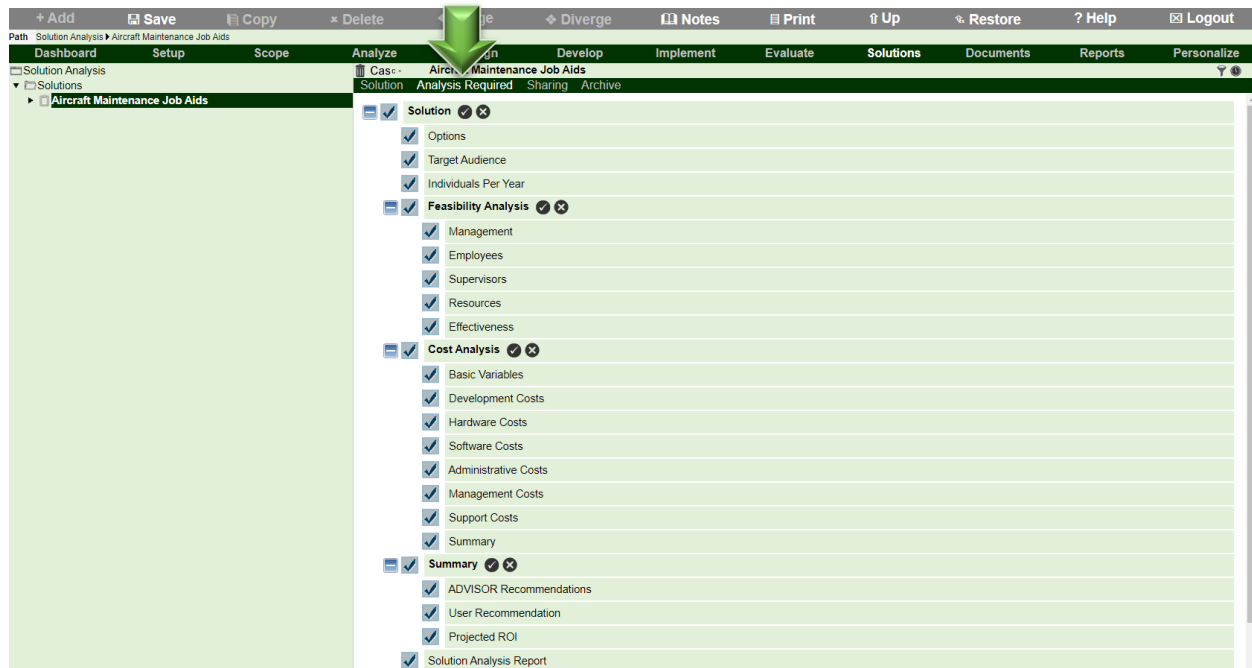 + Add Save Copy × Delete ge Diverge Notes Print Up Restore ? Help Logout
Path Solution Analysis Aircraft Maintenance Job Aids
Dashboard Setup Scope Analyze gn Develop Implement Evaluate Solutions Documents Reports Personalize
Solution Analysis
Solutions
Aircraft Maintenance Job Aids
Aircraft Maintenance Job Aids
Solution Analysis Required Sharing Archive
Solution
Options
Target Audience
Individuals Per Year
Feasibility Analysis
Management
Employees
Supervisors
Resources
Effectiveness
Cost Analysis
Basic Variables
Development Costs
Hardware Costs
Software Costs
Administrative Costs
Management Costs
Support Costs
Summary
Summary
ADVISOR Recommendations
User Recommendation
Projected ROI
Solution Analysis Report